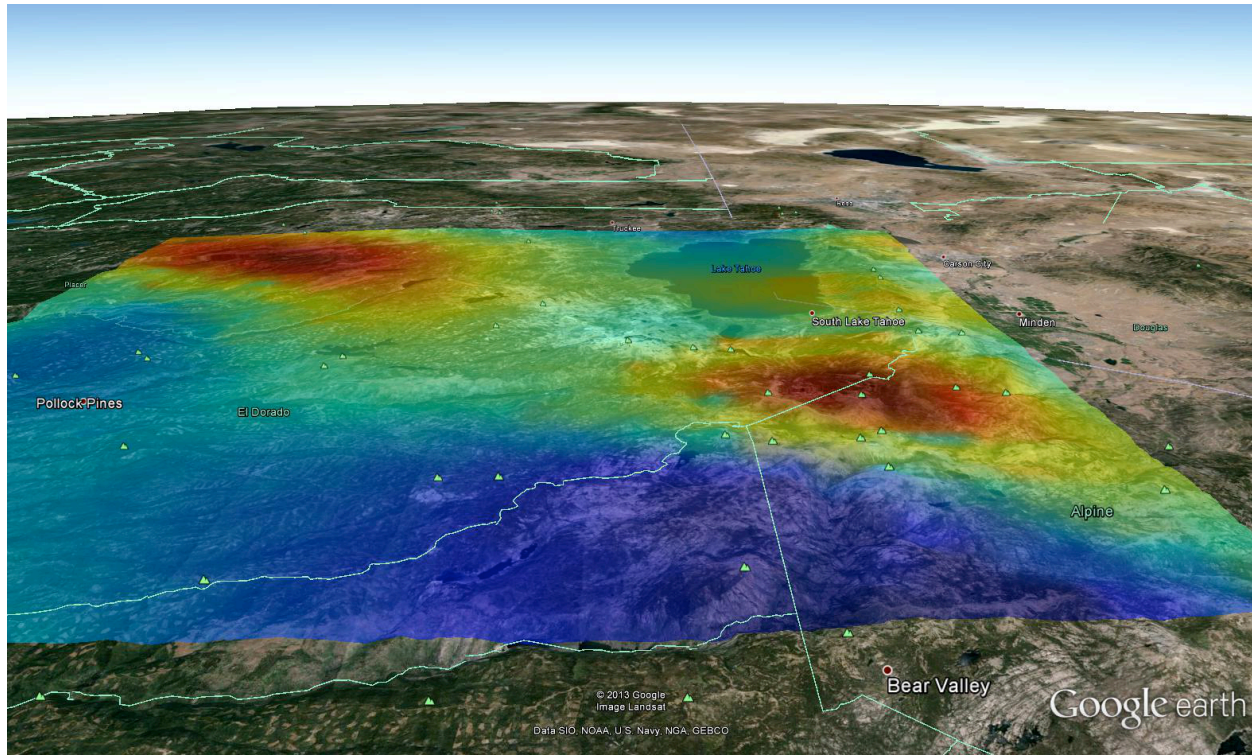 Truckee
Reno
Lake Tahoe
Carson City
Placer
South Lake Tahoe
Minden
Douglas
Pollock Pines
El Dorado
Alpine
Bear Valley
© 2013 Google
Image Landsat
Data SIO, NOAA, U.S. Navy, NGA, GEBCO
Google earth